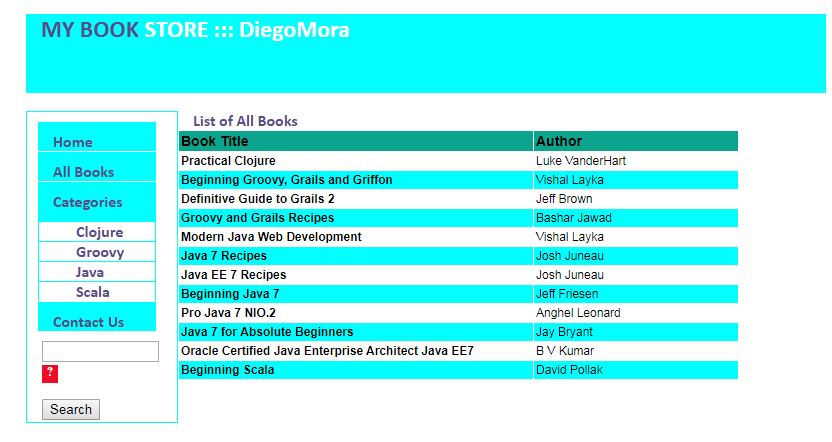 MY BOOK STORE ::: DiegoMora
Home
All Books
Categories
Clojure
Groovy
Java
Scala
Contact Us
?
Search
List of All Books
Book Title Author
Practical Clojure Luke VanderHart
Beginning Groovy, Grails and Griffon Vishal Layka
Definitive Guide to Grails 2 Jeff Brown
Groovy and Grails Recipes Bashar Jawad
Modern Java Web Development Vishal Layka
Java 7 Recipes Josh Juneau
Java EE 7 Recipes Josh Juneau
Beginning Java 7 Jeff Friesen
Pro Java 7 NIO.2 Anghel Leonard
Java 7 for Absolute Beginners Jay Bryant
Oracle Certified Java Enterprise Architect Java EE7 B V Kumar
Beginning Scala David Pollak